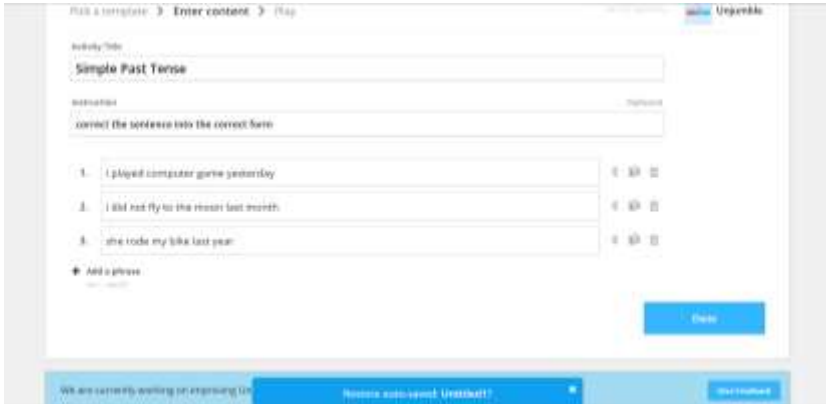 Pick a template > Enter content > Play
Unjumble
Activity Title
Simple Past Tense
Instruction
Optional
correct the sentence into the correct form
1. I played computer game yesterday
2. I did not fly to the moon last month
3. she rode my bike last year
+ Add a phrase
Done
We are currently working on improving
Restore auto-saved: Untitled1?